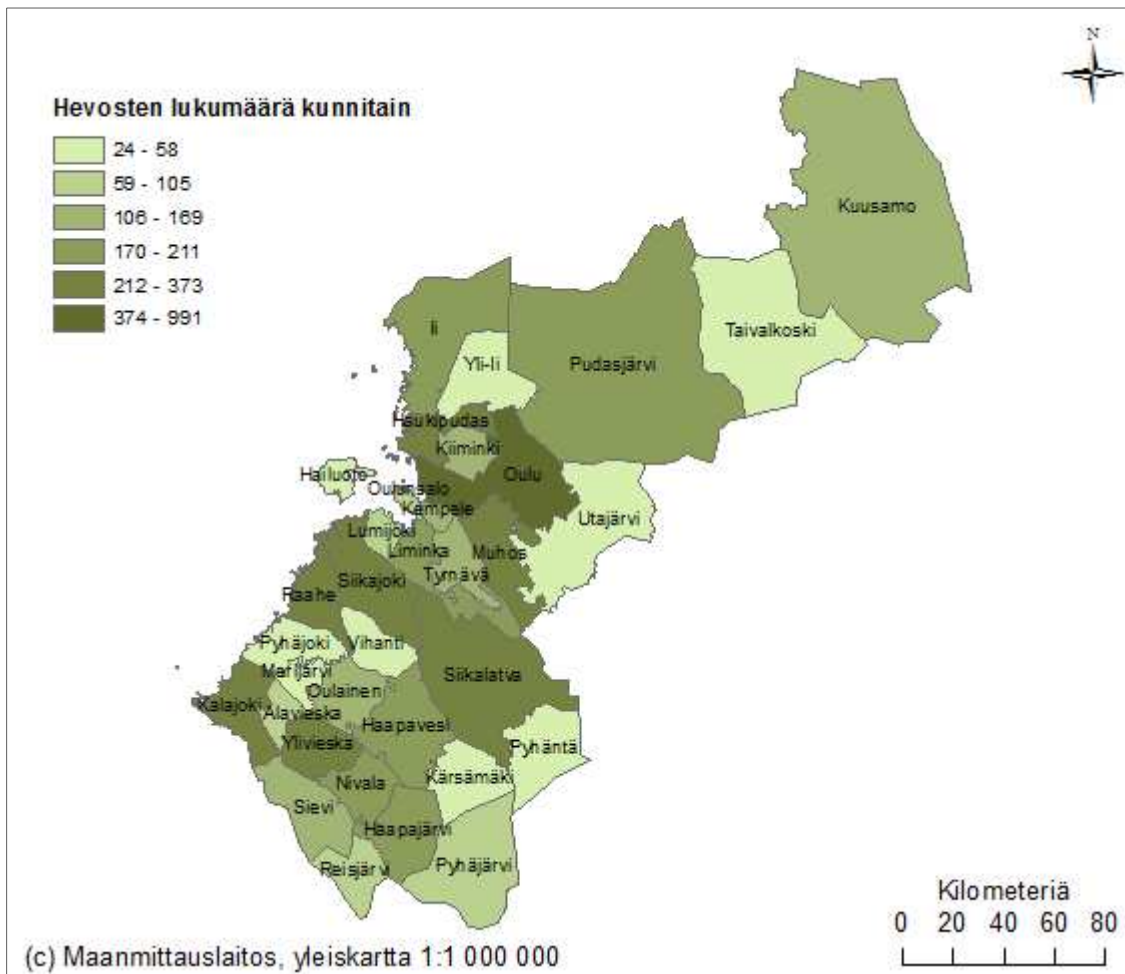 N
Hevosten lukumäärä kunnitain
24 - 58
59 - 105
106 - 169
170 - 211
212 - 373
374 - 991
Kuusamo
Taivalkoski
Ii
Yli-Ii
Pudasjärvi
Haukipudas
Kiiminki
Oulu
Hailuoto
Oulunsalo
Kempele
Utajärvi
Lumijoki
Liminka
Muhos
Tyrnävä
Siikajoki
Raahe
Pyhäjoki
Vihanti
Merijärvi
Siikalatva
Oulainen
Kalajoki
Alavieska
Haapavesi
Ylivieska
Pyhäntä
Kärsämäki
Nivala
Sievi
Haapajärvi
Reisjärvi
Pyhäjärvi
Kilometeriä
0 20 40 60 80
(c) Maanmittauslaitos, yleiskartta 1:1 000 000